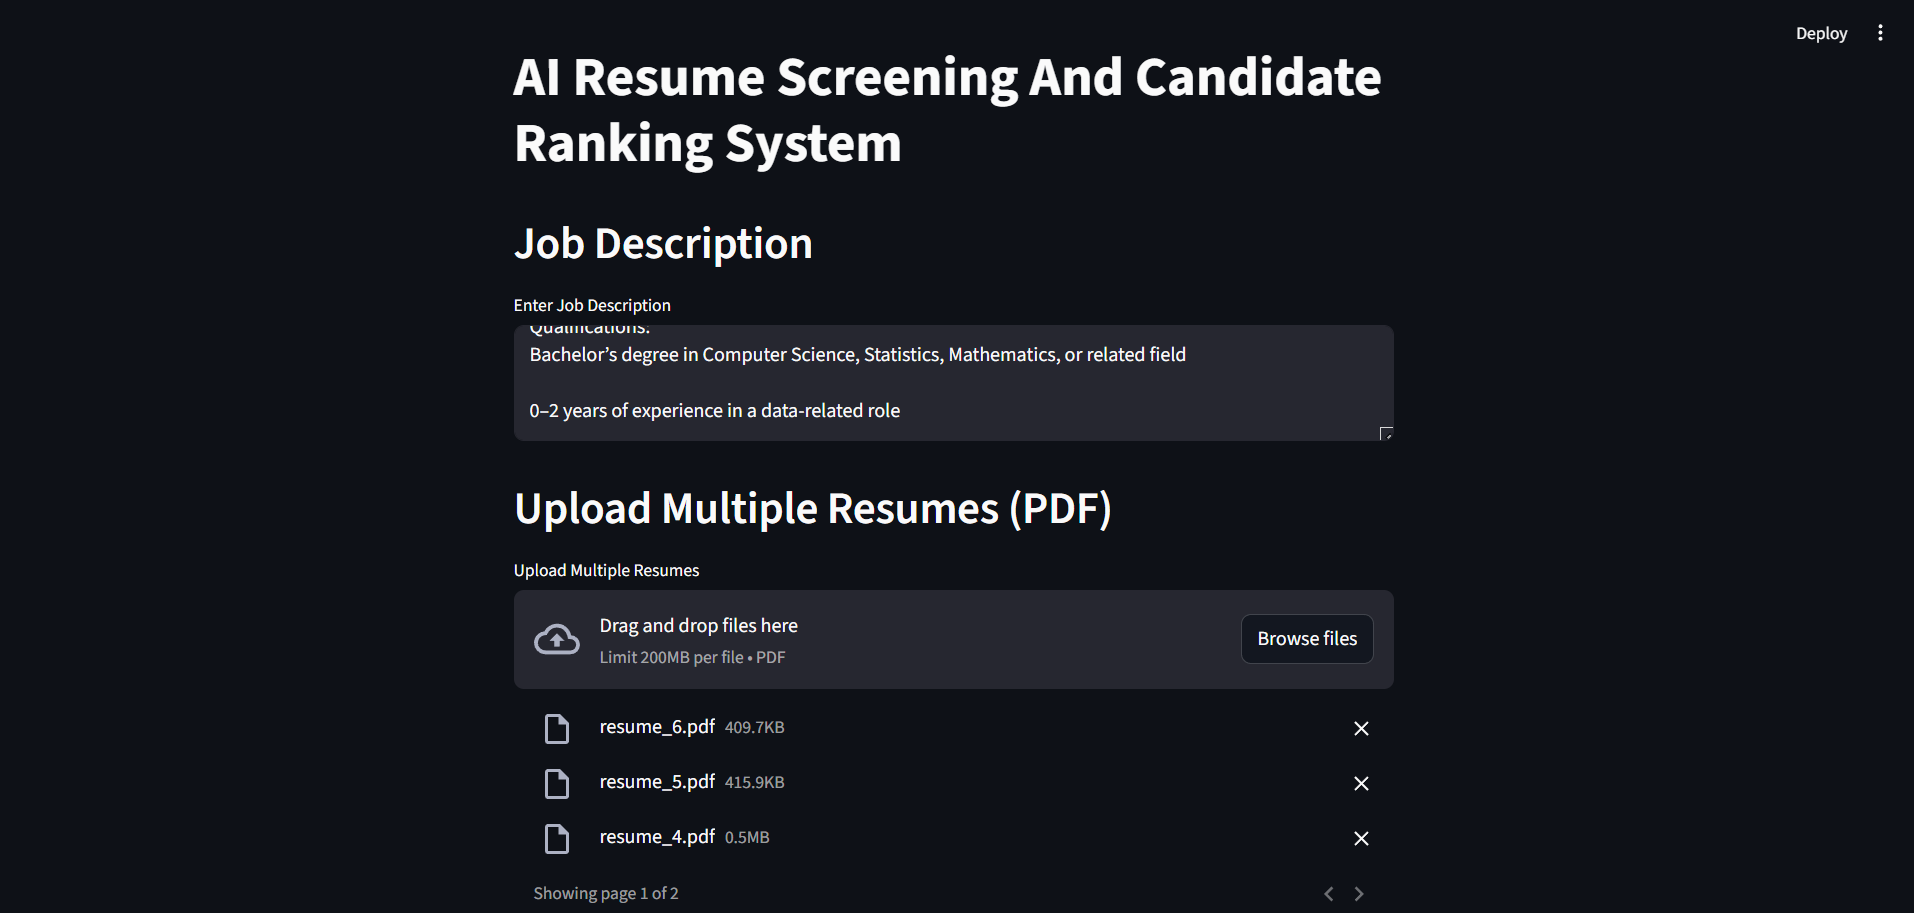 Deploy
AI Resume Screening And Candidate
Ranking System
Job Description
Enter Job Description
Qualifications:
Bachelor’s degree in Computer Science, Statistics, Mathematics, or related field
0–2 years of experience in a data-related role
Upload Multiple Resumes (PDF)
Upload Multiple Resumes
Drag and drop files here
Limit 200MB per file • PDF
Browse files
resume_6.pdf 409.7KB
resume_5.pdf 415.9KB
resume_4.pdf 0.5MB
Showing page 1 of 2